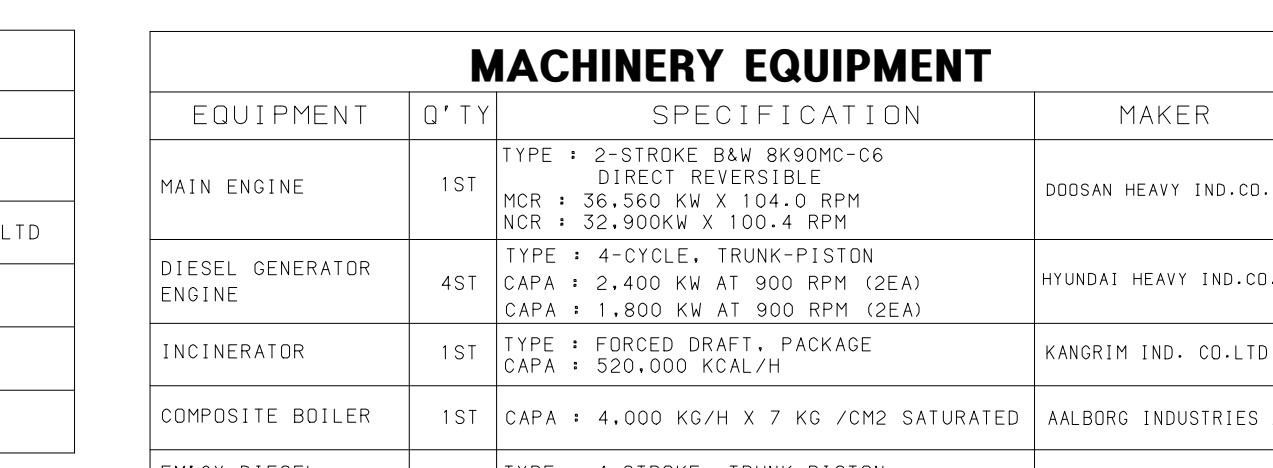 LTD
MACHINERY EQUIPMENT
EQUIPMENT Q'TY SPECIFICATION MAKER
MAIN ENGINE 1ST TYPE : 2-STROKE B&W 8K90MC-C6
DIRECT REVERSIBLE
MCR : 36,560 KW X 104.0 RPM
NCR : 32,900KW X 100.4 RPM
DOOSAN HEAVY IND.CO.
DIESEL GENERATOR
ENGINE
4ST
TYPE : 4-CYCLE, TRUNK-PISTON
CAPA : 2,400 KW AT 900 RPM (2EA)
CAPA : 1,800 KW AT 900 RPM (2EA)
HYUNDAI HEAVY IND.CO.
INCINERATOR 1ST TYPE : FORCED DRAFT, PACKAGE
CAPA : 520,000 KCAL/H
KANGRIM IND. CO.LTD
COMPOSITE BOILER 1ST CAPA : 4,000 KG/H X 7 KG /CM2 SATURATED AALBORG INDUSTRIES